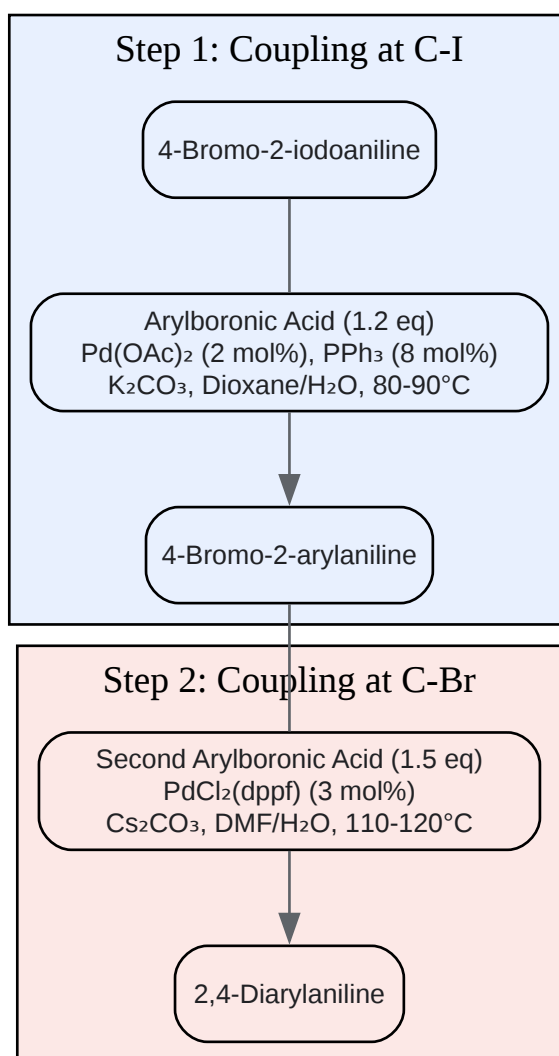 Step 1: Coupling at C-I
4-Bromo-2-iodoaniline
Arylboronic Acid (1.2 eq)
Pd(OAc)₂ (2 mol%), PPh₃ (8 mol%)
K₂CO₃, Dioxane/H₂O, 80-90°C
4-Bromo-2-arylaniline
Step 2: Coupling at C-Br
Second Arylboronic Acid (1.5 eq)
PdCl₂(dppf) (3 mol%)
Cs₂CO₃, DMF/H₂O, 110-120°C
2,4-Diarylaniline